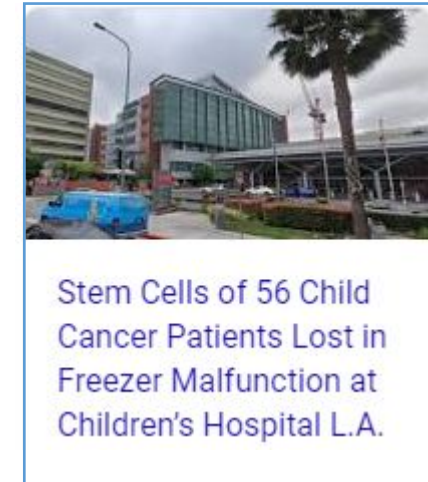 Stem Cells of 56 Child
Cancer Patients Lost in
Freezer Malfunction at
Children's Hospital L.A.